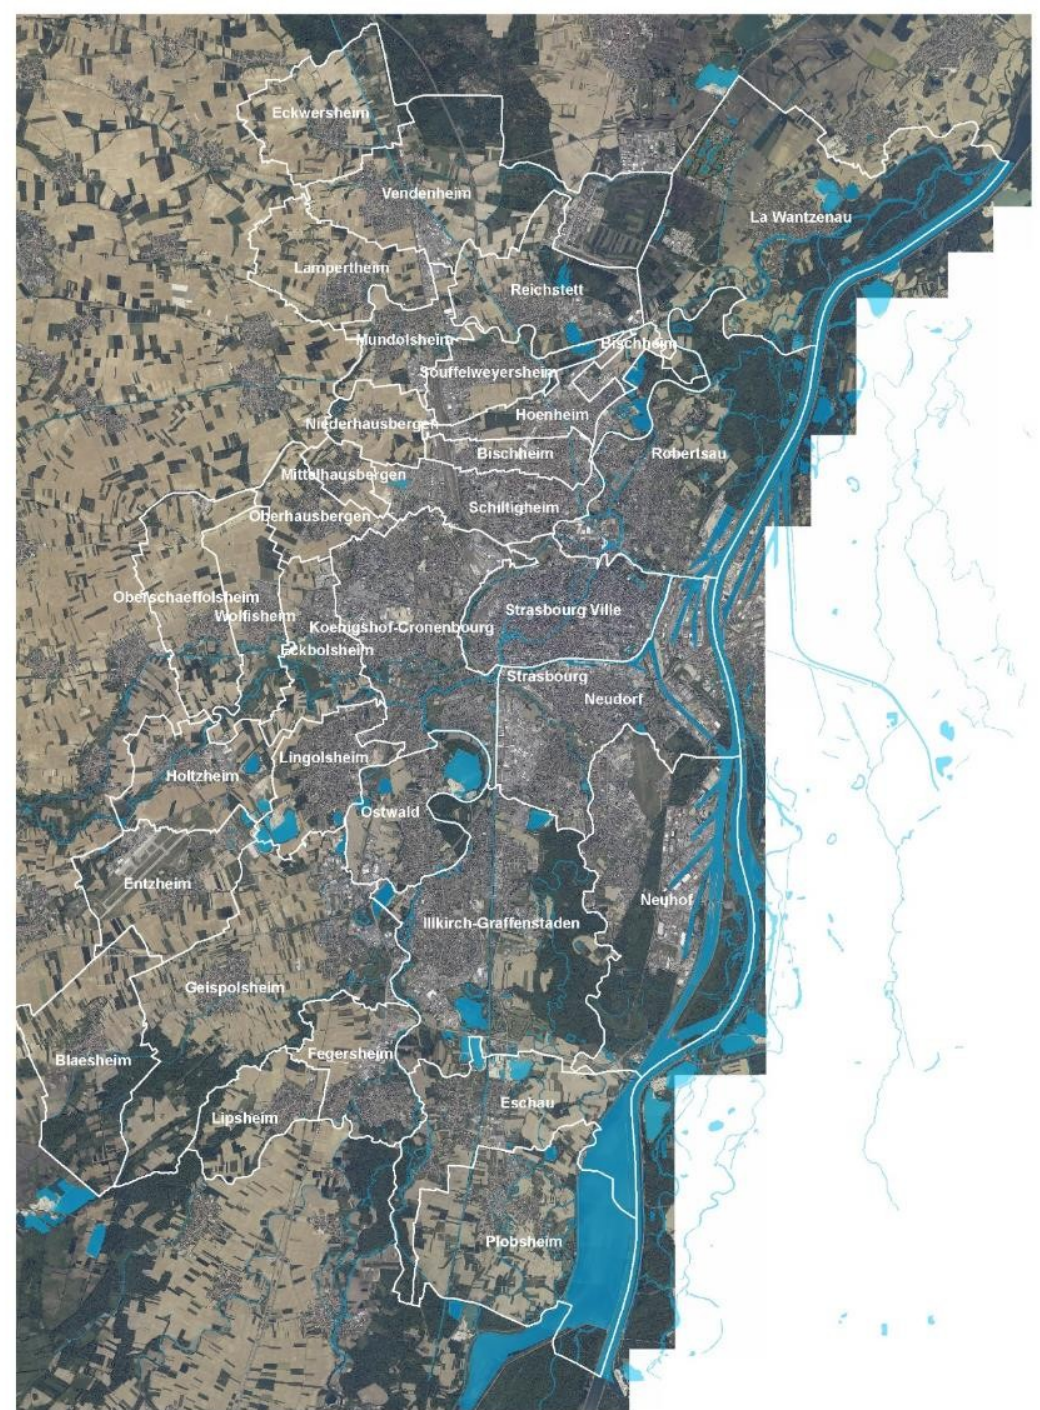 Eckwersheim
Vendenheim
La Wantzenau
Lampertheim
Reichstett
Mundolsheim
Bischheim
Souffelweyersheim
Hoenheim
Niederhausbergen
Bischheim
Robertsau
Mittelhausbergen
Schiltigheim
Oberhausbergen
Oberschaeffolsheim
Strasbourg Ville
Wolfisheim
Koenigshof-Cronenbourg
Eckbolsheim
Strasbourg
Neudorf
Lingolsheim
Holtzheim
Ostwald
Entzheim
Neuhof
Illkirch-Graffenstaden
Geispolsheim
Fegersheim
Blaesheim
Eschau
Lipsheim
Plobsheim